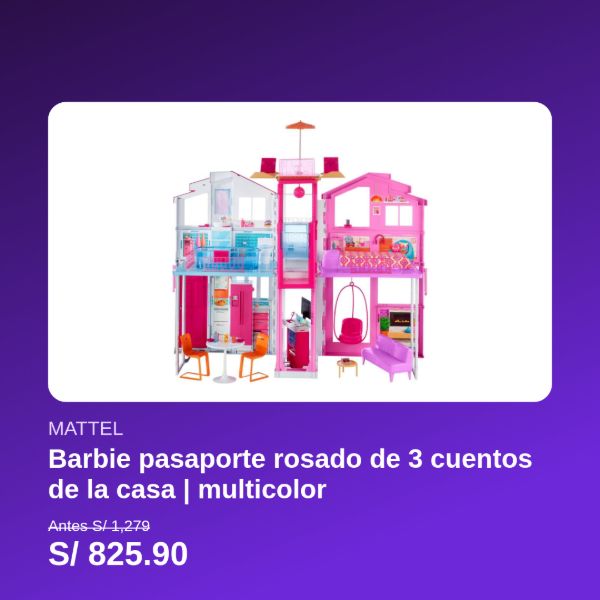 MATTEL
Barbie pasaporte rosado de 3 cuentos
de la casa | multicolor
Antes S/ 1,279
S/ 825.90